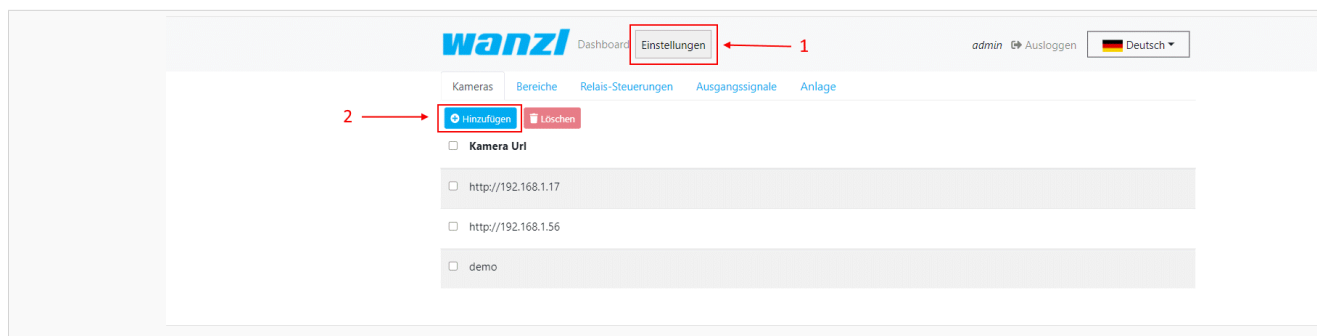 wanzl Dashboard Einstellungen 1 admin Ausloggen Deutsch
Kameras Bereiche Relais-Steuerungen Ausgangssignale Anlage
2 Hinzufügen Löschen
Kamera Url
http://192.168.1.17
http://192.168.1.56
demo